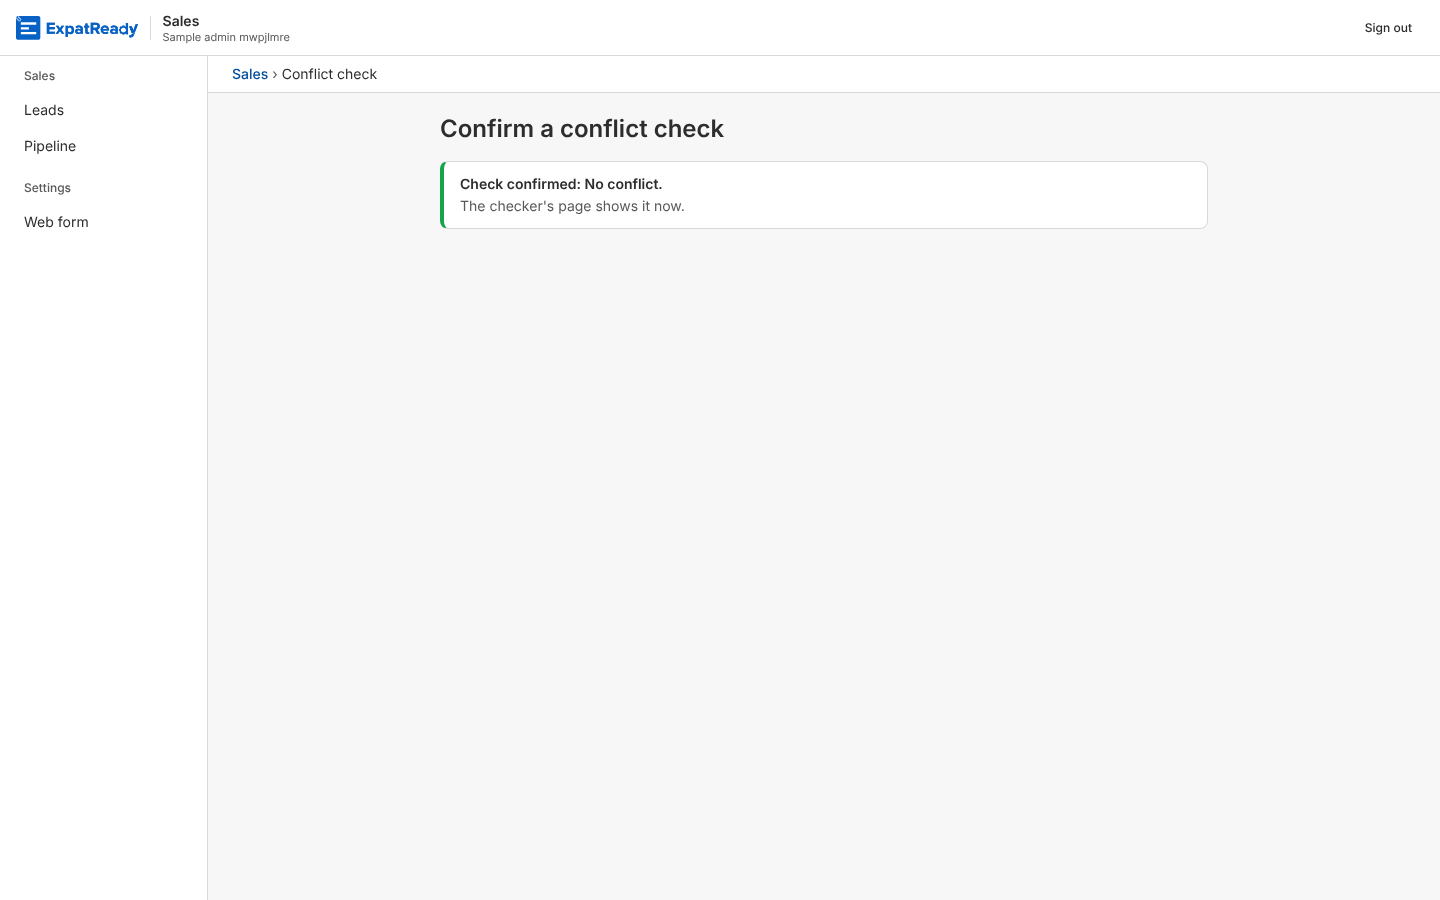 ExpatReady
Sales
Sample admin mwpjlmre
Sign out
Sales
Leads
Pipeline
Settings
Web form
Sales › Conflict check
Confirm a conflict check
Check confirmed: No conflict.
The checker's page shows it now.